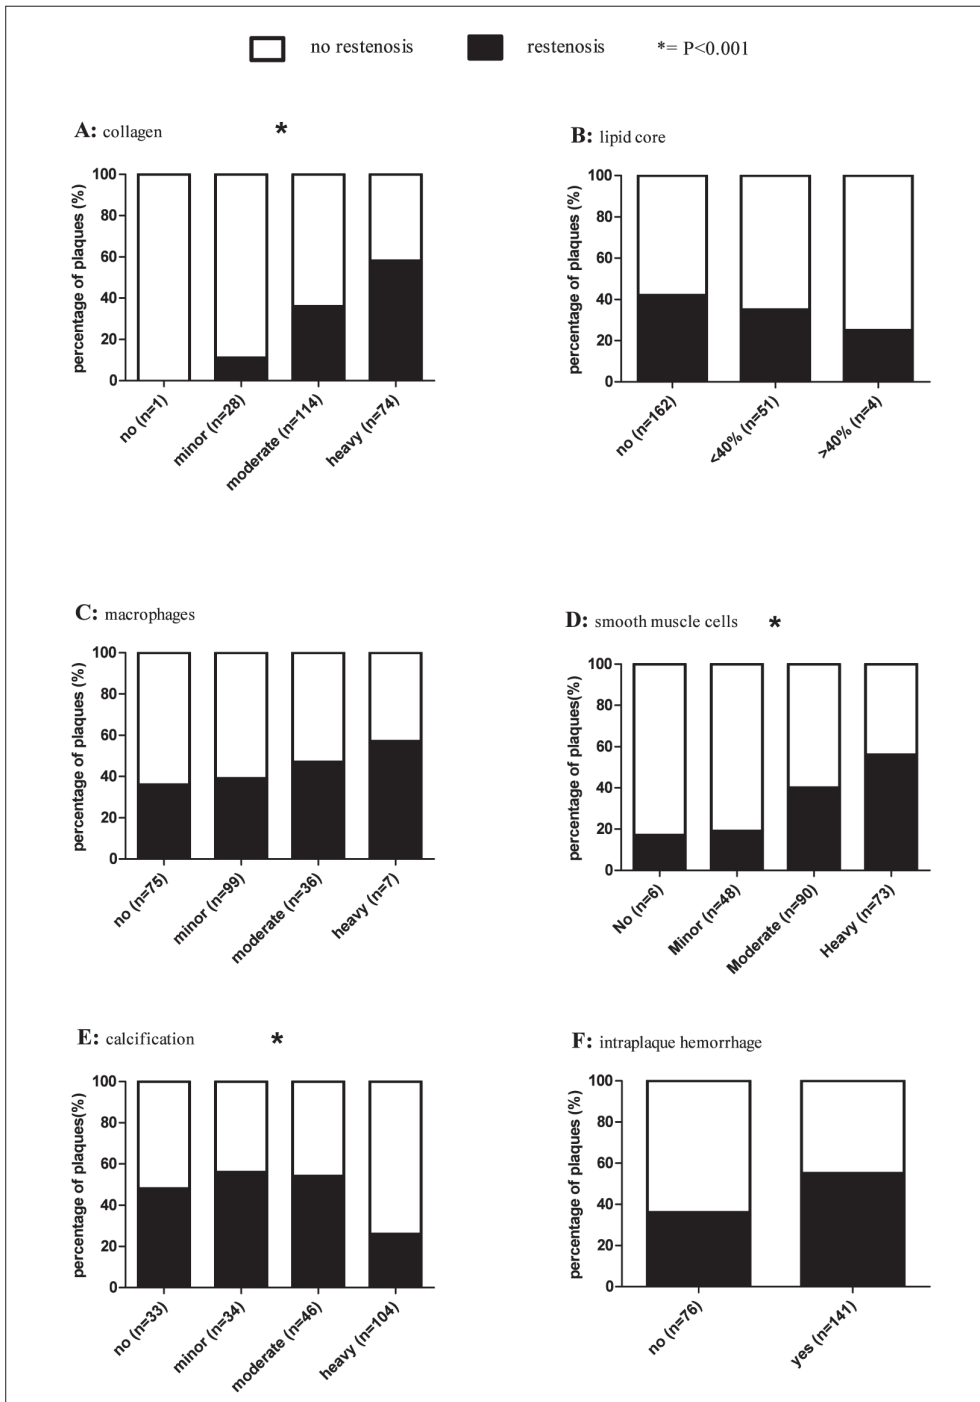 no restenosis restenosis *= P<0.001
A: collagen *
percentage of plaques (%)
100
80
60
40
20
0
no (n=1)
minor (n=28)
moderate (n=114)
heavy (n=74)
B: lipid core
percentage of plaques (%)
100
80
60
40
20
0
no (n=162)
<40% (n=51)
>40% (n=4)
C: macrophages
percentage of plaques (%)
100
80
60
40
20
0
no (n=75)
minor (n=99)
moderate (n=36)
heavy (n=7)
D: smooth muscle cells *
percentage of plaques(%)
100
80
60
40
20
0
No (n=6)
Minor (n=48)
Moderate (n=90)
Heavy (n=73)
E: calcification *
percentage of plaques(%)
100
80
60
40
20
0
no (n=33)
minor (n=34)
moderate (n=46)
heavy (n=104)
F: intraplaque hemorrhage
percentage of plaques (%)
100
80
60
40
20
0
no (n=76)
yes (n=141)